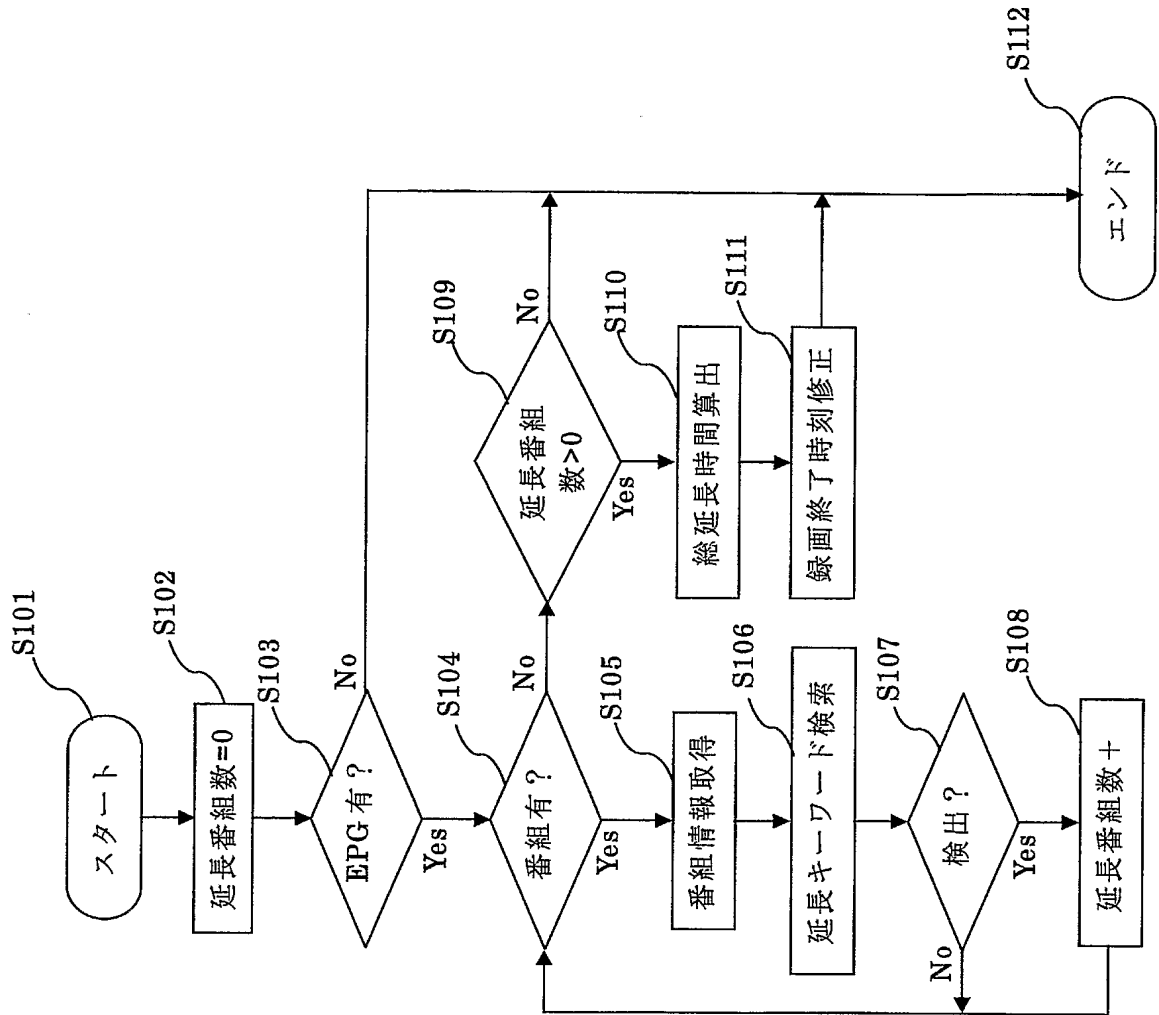 スタート
S101
延長番組数=0
S102
EPG有？
S103
No
Yes
番組有？
S104
No
Yes
番組情報取得
S105
延長キーワード検索
S106
検出？
S107
No
Yes
延長番組数＋
S108
延長番組
数>0
S109
No
Yes
総延長時間算出
S110
録画終了時刻修正
S111
エンド
S112